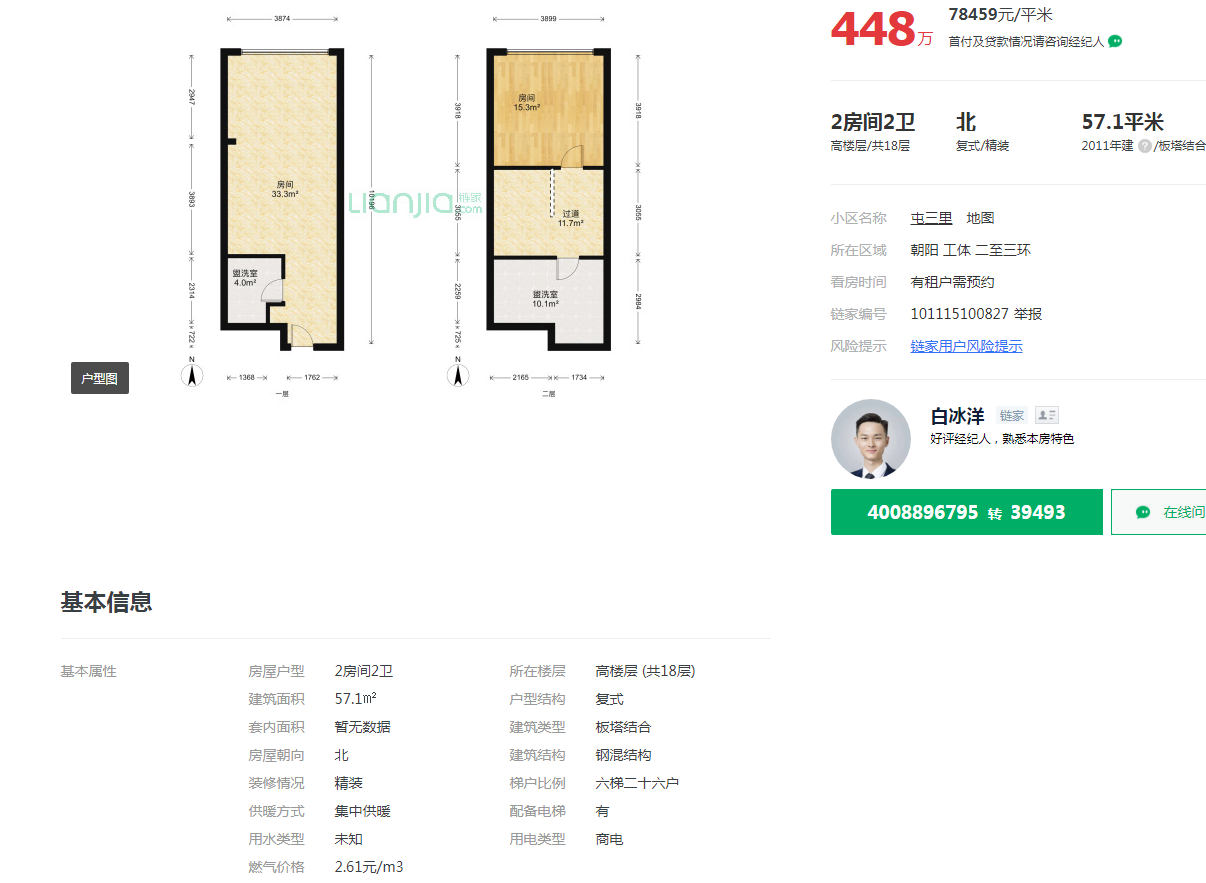 3874
2947
3893
2314
722
10196
房间
33.3m²
盥洗室
4.0m²
N
1368
1762
一层
3899
3918
3055
2259
725
3918
3055
2984
房间
15.3m²
过道
11.7m²
盥洗室
10.1m²
N
2165
1734
二层
Lianjia 链家 .com
户型图
448万
78459元/平米
首付及贷款情况请咨询经纪人
2房间2卫 北 57.1平米
高楼层/共18层 复式/精装 2011年建 ? /板塔结合
小区名称 屯三里 地图
所在区域 朝阳 工体 二至三环
看房时间 有租户需预约
链家编号 101115100827 举报
风险提示 链家用户风险提示
白冰洋 链家
好评经纪人，熟悉本房特色
4008896795 转 39493
在线问
基本信息
基本属性 房屋户型 2房间2卫 所在楼层 高楼层 (共18层)
建筑面积 57.1㎡ 户型结构 复式
套内面积 暂无数据 建筑类型 板塔结合
房屋朝向 北 建筑结构 钢混结构
装修情况 精装 梯户比例 六梯二十六户
供暖方式 集中供暖 配备电梯 有
用水类型 未知 用电类型 商电
燃气价格 2.61元/m3